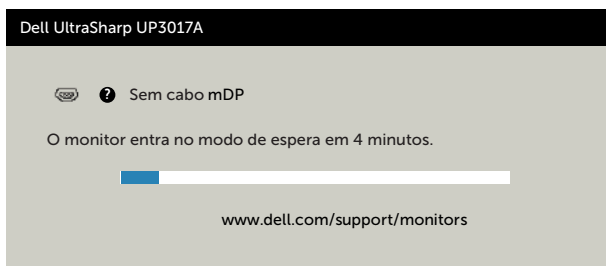 Dell UltraSharp UP3017A
? Sem cabo mDP
O monitor entra no modo de espera em 4 minutos.
www.dell.com/support/monitors